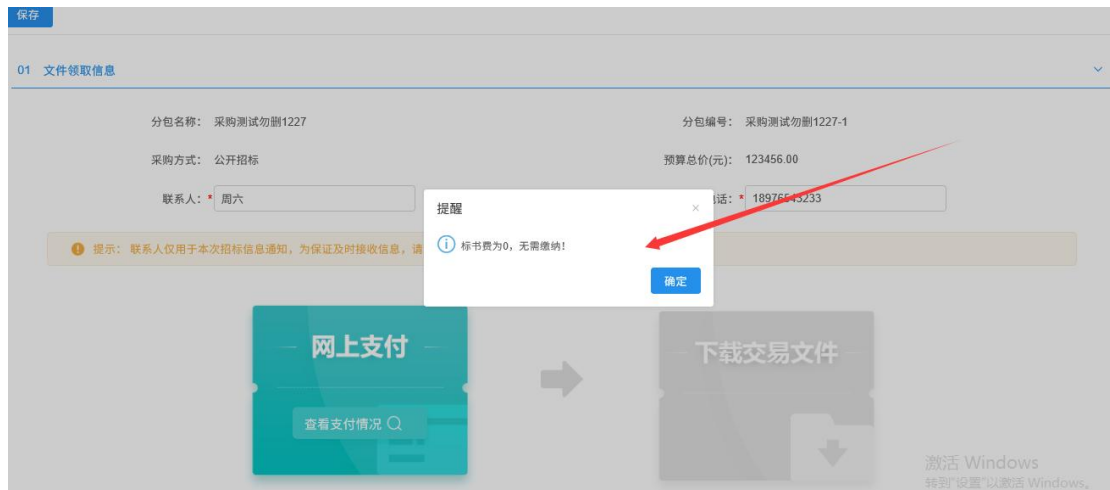 保存
01 文件领取信息
分包名称： 采购测试勿删1227
分包编号： 采购测试勿删1227-1
采购方式： 公开招标
预算总价(元)： 123456.00
联系人： * 周六
话： * 18976543233
提醒
×
标书费为0，无需缴纳！
确定
提示： 联系人仅用于本次招标信息通知，为保证及时接收信息，请
网上支付
查看支付情况
下载交易文件
激活 Windows
转到"设置"以激活 Windows。